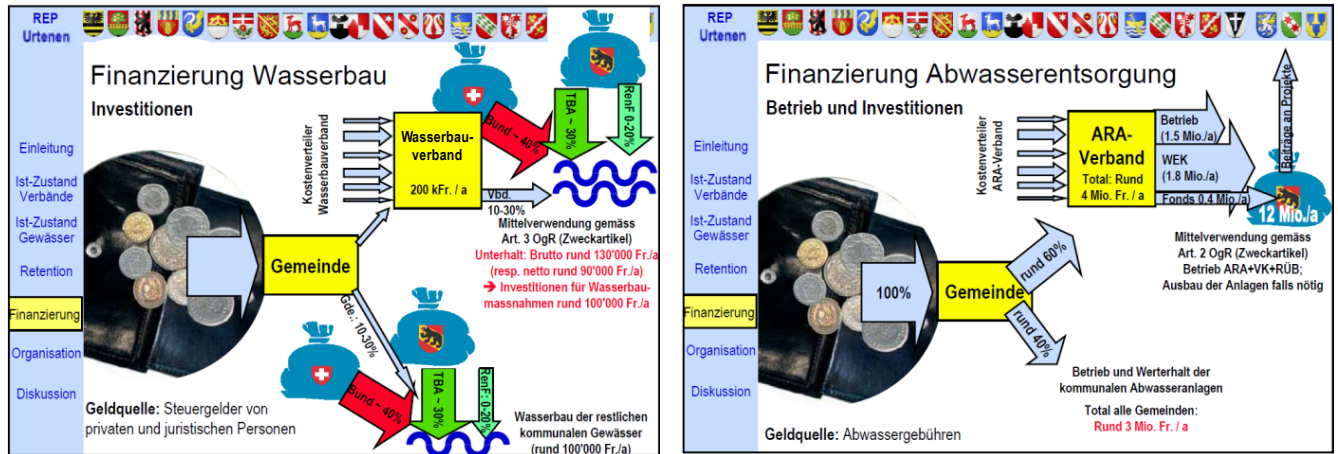 REP
Urtenen
Finanzierung Wasserbau
Investitionen
Einleitung
Ist-Zustand
Verbände
Ist-Zustand
Gewässer
Retention
Finanzierung
Organisation
Diskussion
Kostenverteiler
Wasserbauverband
Wasserbau-
verband
200 kFr. / a
Bund ~ 40%
TBA ~ 30%
RenF 0-20%
Vbd.
10-30%
Mittelverwendung gemäss
Art. 3 OgR (Zweckartikel)
Unterhalt: Brutto rund 130'000 Fr./a
(resp. netto rund 90'000 Fr./a)
➔ Investitionen für Wasserbau-
massnahmen rund 100'000 Fr./a
Gemeinde
Gde.: 10-30%
Bund ~ 40%
TBA ~ 30%
RenF: 0-20%
Wasserbau der restlichen
kommunalen Gewässer
(rund 100'000 Fr./a)
Geldquelle: Steuergelder von
privaten und juristischen Personen
REP
Urtenen
Finanzierung Abwasserentsorgung
Betrieb und Investitionen
Einleitung
Ist-Zustand
Verbände
Ist-Zustand
Gewässer
Retention
Finanzierung
Organisation
Diskussion
Kostenverteiler
ARA-Verband
ARA-
Verband
Total: Rund
4 Mio. Fr. / a
Betrieb
(1.5 Mio./a)
WEK
(1.8 Mio./a)
Fonds 0.4 Mio./a)
Beiträge an Projekte
12 Mio./a
Mittelverwendung gemäss
Art. 2 OgR (Zweckartikel)
Betrieb ARA+VK+RÜB;
Ausbau der Anlagen falls nötig
100%
Gemeinde
rund 60%
rund 40%
Betrieb und Werterhalt der
kommunalen Abwasseranlagen
Total alle Gemeinden:
Rund 3 Mio. Fr. / a
Geldquelle: Abwassergebühren